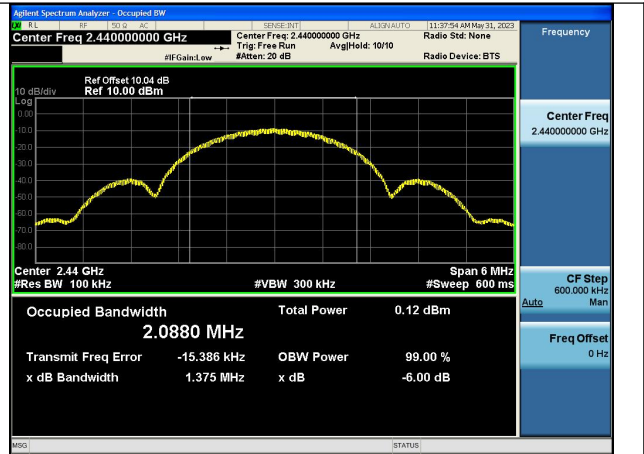 Agilent Spectrum Analyzer - Occupied BW
RL RF 50 Ω AC SENSE:INT ALIGN AUTO 11:37:54 AM May 31, 2023
Center Freq 2.440000000 GHz
Center Freq: 2.440000000 GHz
Radio Std: None
Trig: Free Run Avg|Hold: 10/10
#IFGain:Low
#Atten: 20 dB
Radio Device: BTS
Ref Offset 10.04 dB
10 dB/div Ref 10.00 dBm
Log
0.00
-10.0
-20.0
-30.0
-40.0
-50.0
-60.0
-70.0
-80.0
Center 2.44 GHz
Span 6 MHz
#Res BW 100 kHz
#VBW 300 kHz
#Sweep 600 ms
Occupied Bandwidth
Total Power 0.12 dBm
2.0880 MHz
Transmit Freq Error -15.386 kHz
OBW Power 99.00 %
x dB Bandwidth 1.375 MHz
x dB -6.00 dB
MSG
STATUS
Frequency
Center Freq
2.440000000 GHz
CF Step
600.000 kHz
Auto Man
Freq Offset
0 Hz